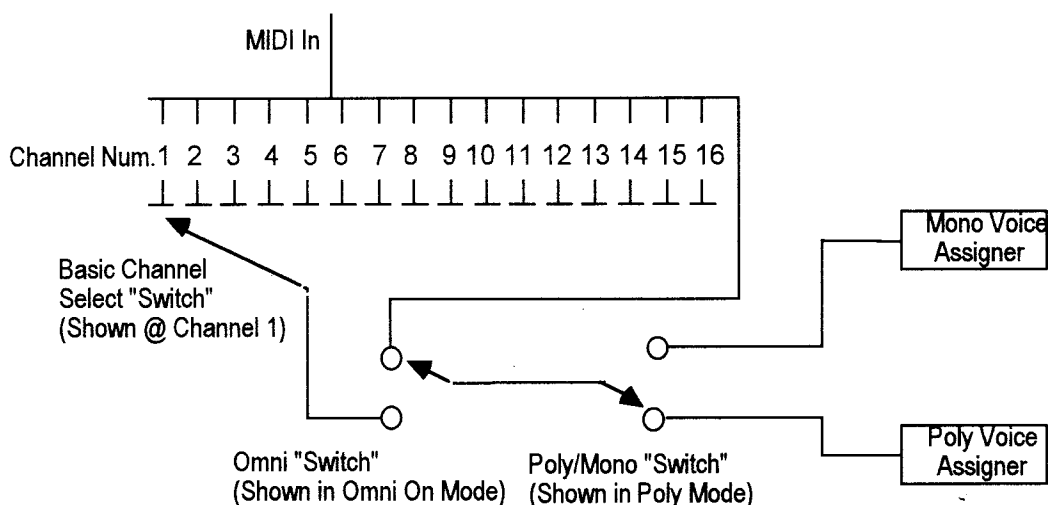 MIDI In
Channel Num. 1 2 3 4 5 6 7 8 9 10 11 12 13 14 15 16
Mono Voice
Assigner
Basic Channel
Select "Switch"
(Shown @ Channel 1)
Omni "Switch"
(Shown in Omni On Mode)
Poly/Mono "Switch"
(Shown in Poly Mode)
Poly Voice
Assigner